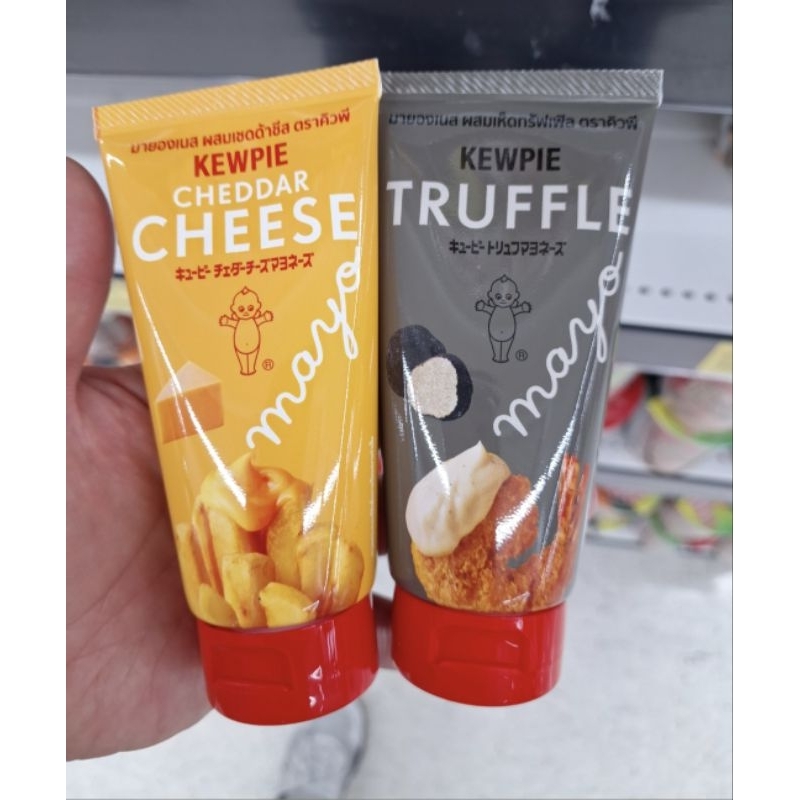 มายองเนส ผสมเชดด้าชีส ตราคิวพี
KEWPIE
CHEDDAR
CHEESE
キューピー チェダーチーズマヨネーズ
mayo
®
มายองเนส ผสมเห็ดทรัฟเฟิล ตราคิวพี
KEWPIE
TRUFFLE
キューピー トリュフマヨネーズ
mayo
®